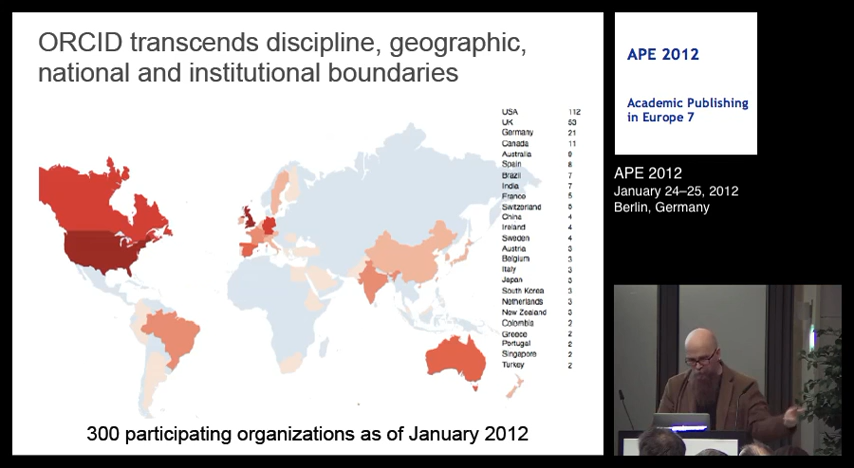 ORCID transcends discipline, geographic,
national and institutional boundaries
USA 112
UK 53
Germany 21
Canada 11
Australia 9
Spain 8
Brazil 7
India 7
France 5
Switzerland 5
China 4
Ireland 4
Sweden 4
Austria 3
Belgium 3
Italy 3
Japan 3
South Korea 3
Netherlands 3
New Zealand 3
Colombia 2
Greece 2
Portugal 2
Singapore 2
Turkey 2
300 participating organizations as of January 2012
APE 2012
Academic Publishing
in Europe 7
APE 2012
January 24–25, 2012
Berlin, Germany